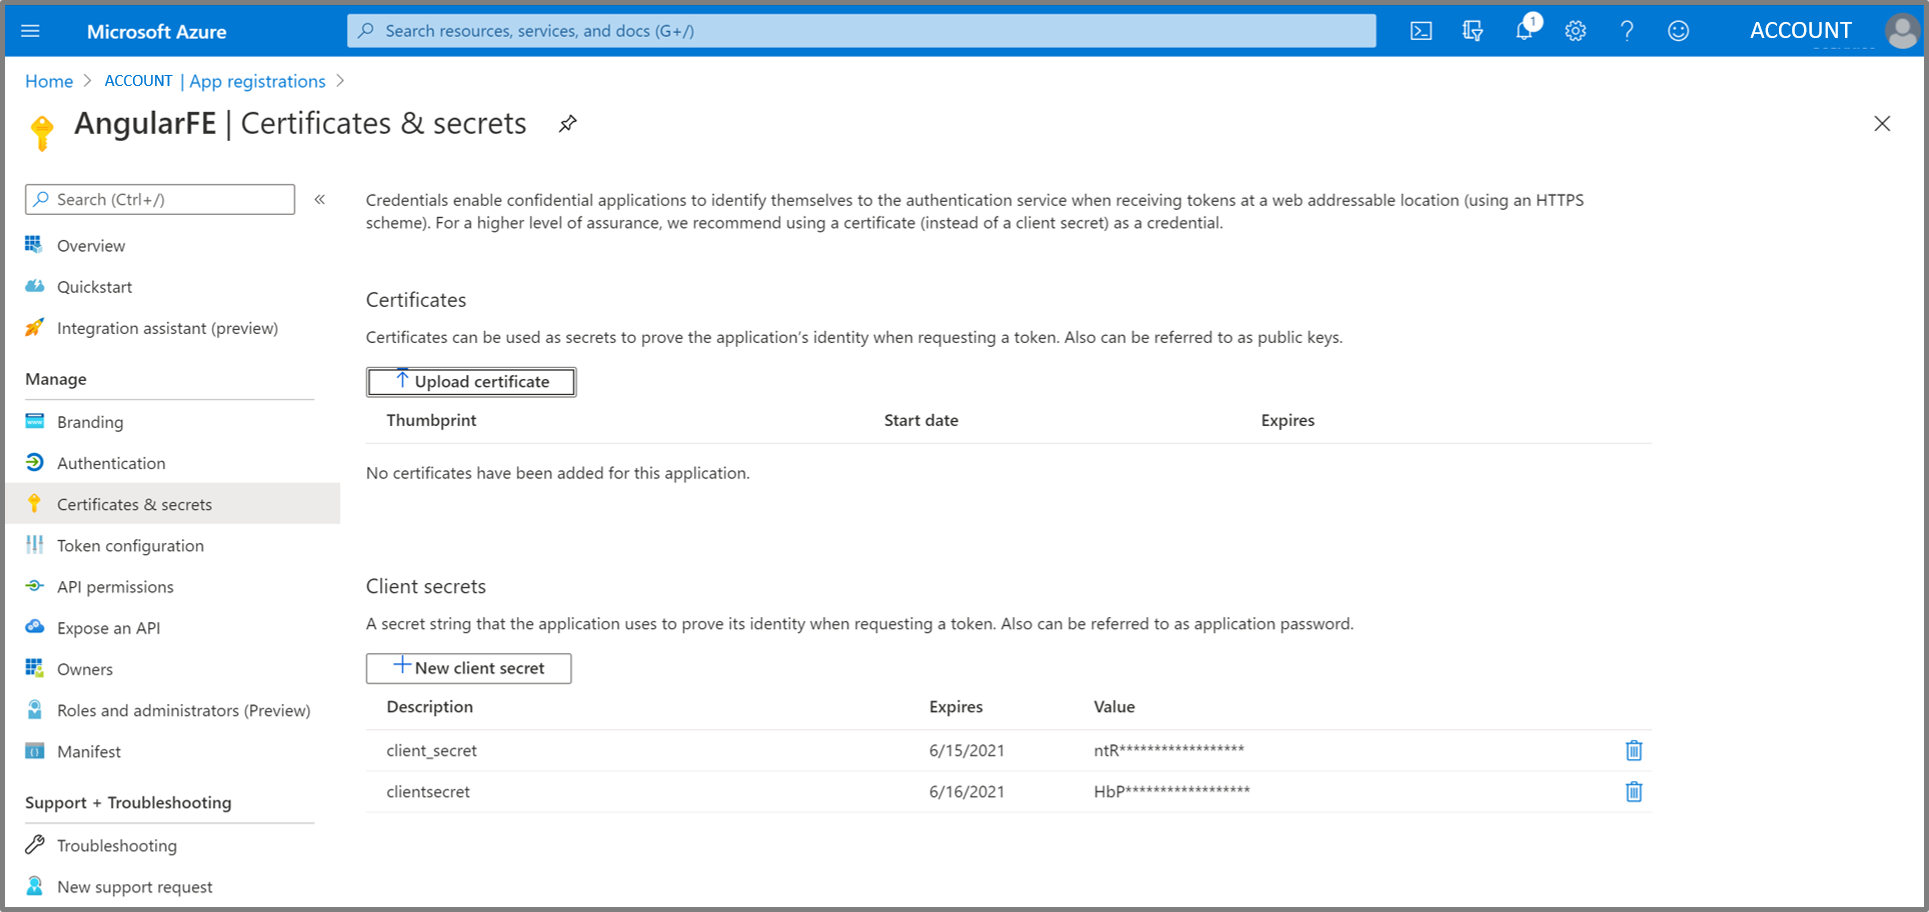 Microsoft Azure
Search resources, services, and docs (G+/)
1
ACCOUNT
Home > ACCOUNT | App registrations >
AngularFE | Certificates & secrets
Search (Ctrl+/)
«
Overview
Quickstart
Integration assistant (preview)
Manage
Branding
Authentication
Certificates & secrets
Token configuration
API permissions
Expose an API
Owners
Roles and administrators (Preview)
Manifest
Support + Troubleshooting
Troubleshooting
New support request
Credentials enable confidential applications to identify themselves to the authentication service when receiving tokens at a web addressable location (using an HTTPS
scheme). For a higher level of assurance, we recommend using a certificate (instead of a client secret) as a credential.
Certificates
Certificates can be used as secrets to prove the application's identity when requesting a token. Also can be referred to as public keys.
Upload certificate
Thumbprint Start date Expires
No certificates have been added for this application.
Client secrets
A secret string that the application uses to prove its identity when requesting a token. Also can be referred to as application password.
New client secret
Description Expires Value
client_secret 6/15/2021 ntR******************
clientsecret 6/16/2021 HbP******************